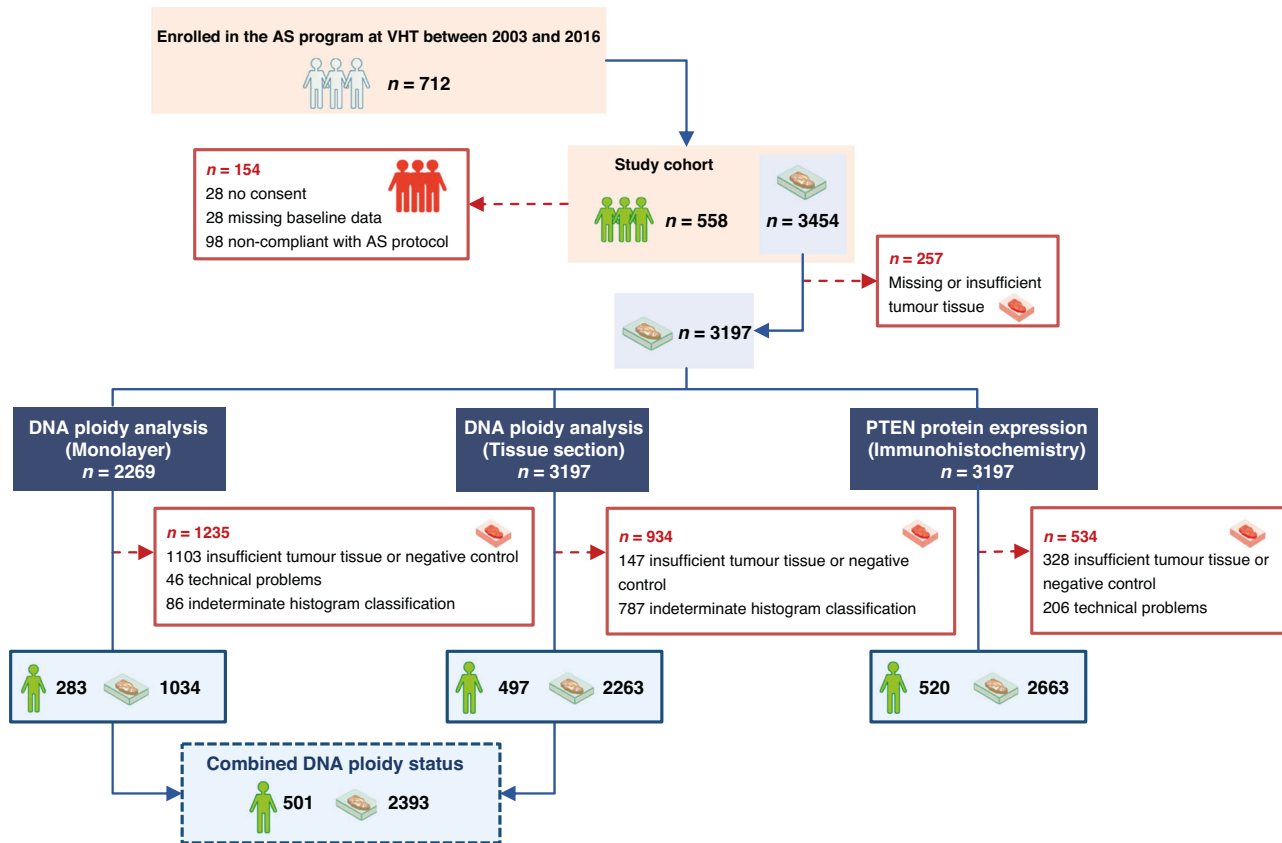 Enrolled in the AS program at VHT between 2003 and 2016
n = 712
n = 154
28 no consent
28 missing baseline data
98 non-compliant with AS protocol
Study cohort
n = 558
n = 3454
n = 257
Missing or insufficient
tumour tissue
n = 3197
DNA ploidy analysis
(Monolayer)
n = 2269
DNA ploidy analysis
(Tissue section)
n = 3197
PTEN protein expression
(Immunohistochemistry)
n = 3197
n = 1235
1103 insufficient tumour tissue or negative control
46 technical problems
86 indeterminate histogram classification
n = 934
147 insufficient tumour tissue or negative
control
787 indeterminate histogram classification
n = 534
328 insufficient tumour tissue or
negative control
206 technical problems
283 1034
497 2263
520 2663
Combined DNA ploidy status
501 2393